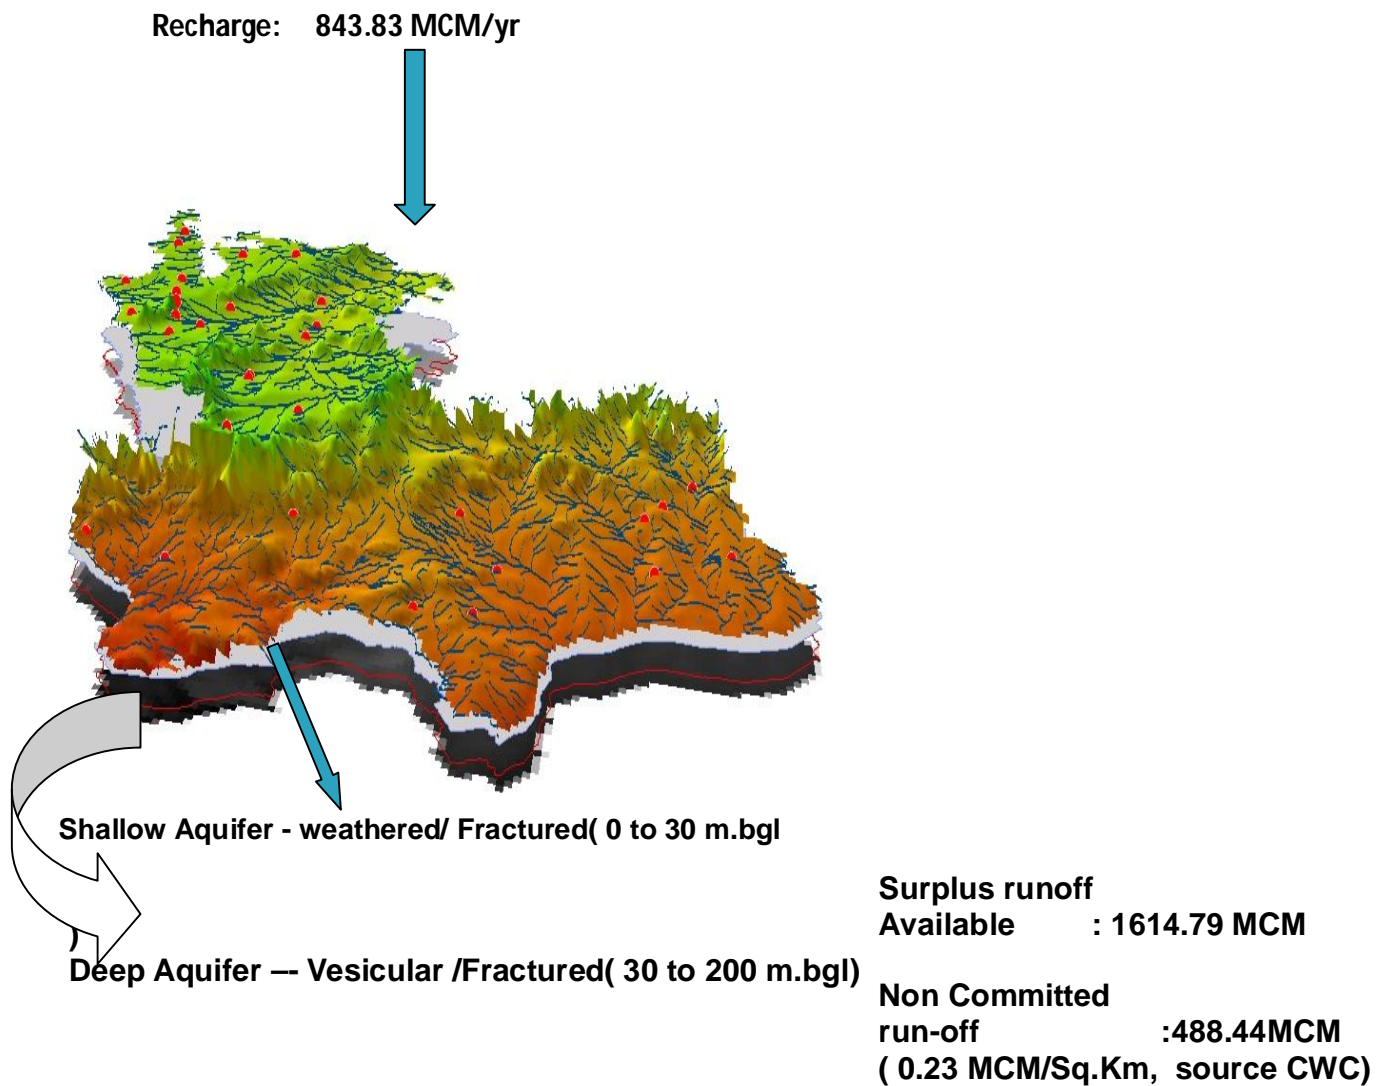 Recharge: 843.83 MCM/yr
Shallow Aquifer - weathered/ Fractured( 0 to 30 m.bgl
)
Deep Aquifer –- Vesicular /Fractured( 30 to 200 m.bgl)
Surplus runoff
Available : 1614.79 MCM
Non Committed
run-off :488.44MCM
( 0.23 MCM/Sq.Km, source CWC)